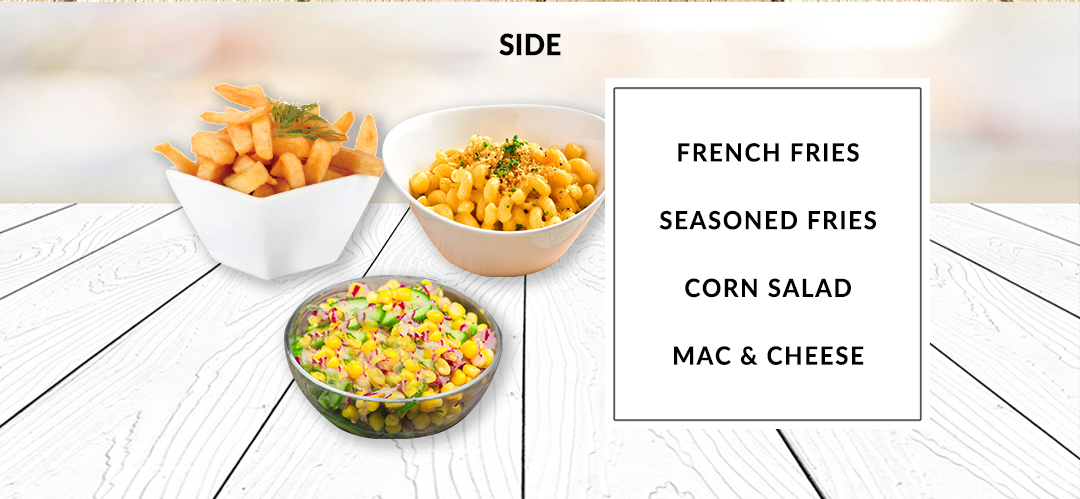 SIDE
FRENCH FRIES
SEASONED FRIES
CORN SALAD
MAC & CHEESE